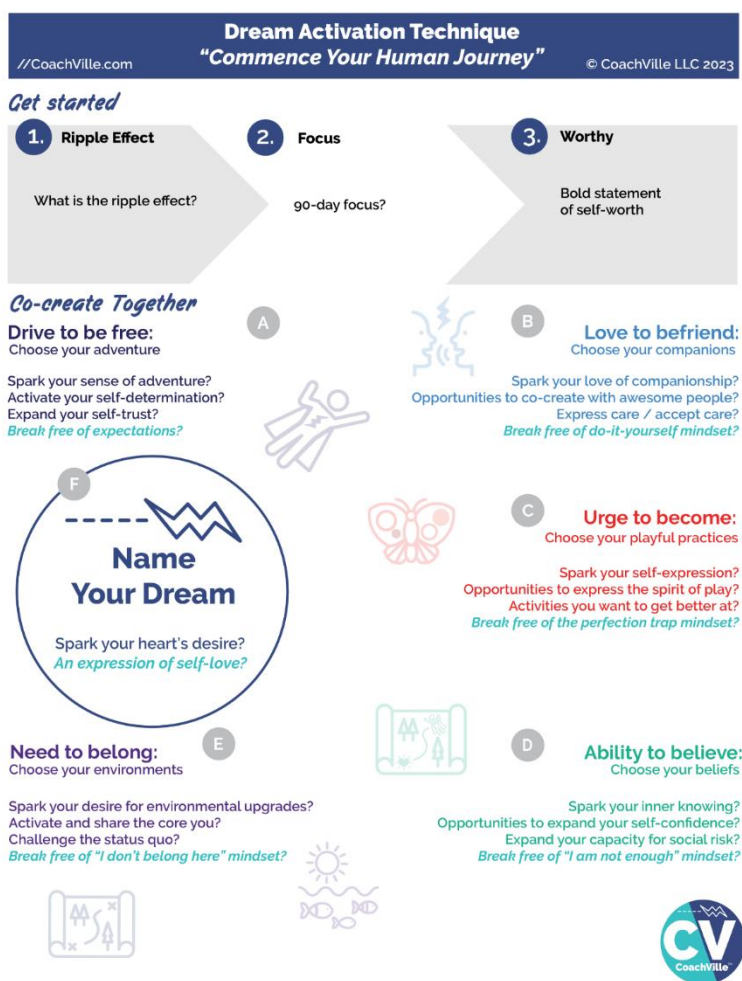 Dream Activation Technique
//CoachVille.com
“Commence Your Human Journey”
© CoachVille LLC 2023
Get started
1.
Ripple Effect
2.
Focus
3.
Worthy
What is the ripple effect?
90-day focus?
Bold statement
of self-worth
Co-create Together
A
Drive to be free:
Choose your adventure
Spark your sense of adventure?
Activate your self-determination?
Expand your self-trust?
Break free of expectations?
B
Love to befriend:
Choose your companions
Spark your love of companionship?
Opportunities to co-create with awesome people?
Express care / accept care?
Break free of do-it-yourself mindset?
F
Name
Your Dream
Spark your heart's desire?
An expression of self-love?
C
Urge to become:
Choose your playful practices
Spark your self-expression?
Opportunities to express the spirit of play?
Activities you want to get better at?
Break free of the perfection trap mindset?
E
Need to belong:
Choose your environments
Spark your desire for environmental upgrades?
Activate and share the core you?
Challenge the status quo?
Break free of “I don't belong here” mindset?
D
Ability to believe:
Choose your beliefs
Spark your inner knowing?
Opportunities to expand your self-confidence?
Expand your capacity for social risk?
Break free of “I am not enough” mindset?
CV
CoachVille™